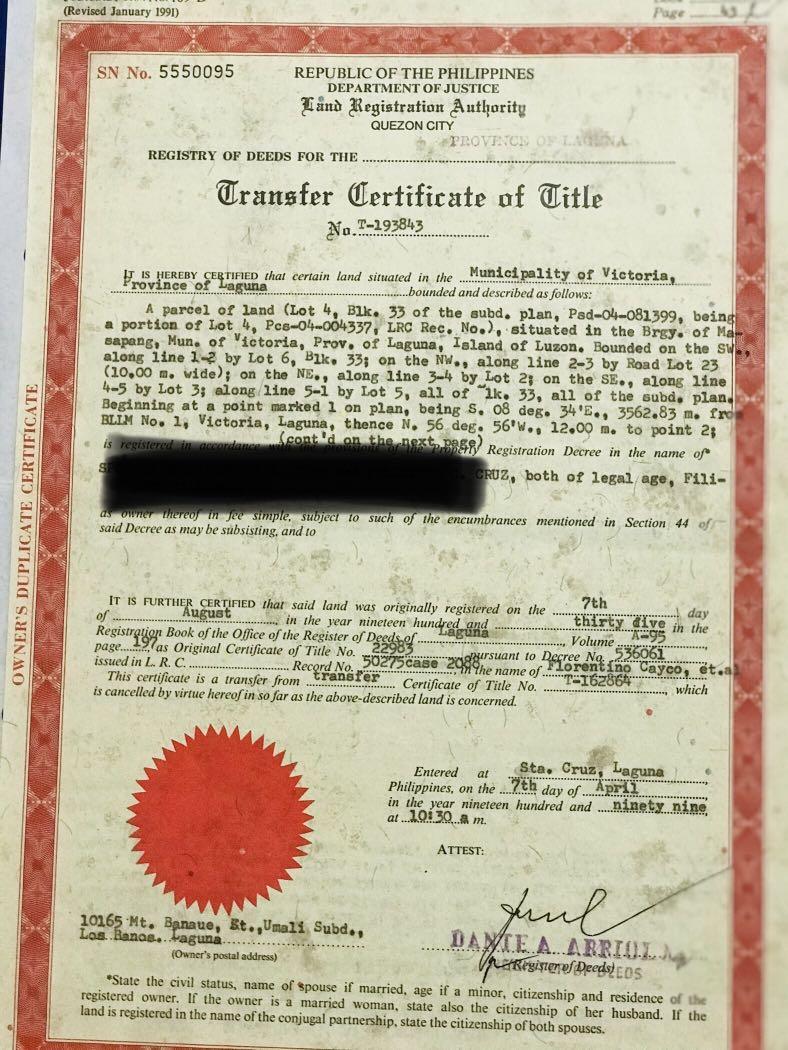 (Revised January 1991)
Page 43
SN No. 5550095
REPUBLIC OF THE PHILIPPINES
DEPARTMENT OF JUSTICE
Land Registration Authority
QUEZON CITY
PROVINCE OF LAGUNA
REGISTRY OF DEEDS FOR THE
Transfer Certificate of Title
No. T-193843
IT IS HEREBY CERTIFIED that certain land situated in the Municipality of Victoria,
Province of Laguna bounded and described as follows:
A parcel of land (Lot 4, Blk. 33 of the subd. plan, Psd-04-081399, being
a portion of Lot 4, Pcs-04-004337, LRC Rec. No.), situated in the Brgy. of Ma-
sapang, Mun. of Victoria, Prov. of Laguna, Island of Luzon. Bounded on the SW.,
along line 1-2 by Lot 6, Blk. 33; on the NW., along line 2-3 by Road Lot 23
(10.00 m. wide); on the NE., along line 3-4 by Lot 2; on the SE., along line
4-5 by Lot 3; along line 5-1 by Lot 5, all of lk. 33, all of the subd. plan.
Beginning at a point marked 1 on plan, being S. 08 deg. 34'E., 3562.83 m. from
BLLM No. 1, Victoria, Laguna, thence N. 56 deg. 56'W., 12.00 m. to point 2;
(cont'd on the next page)
is registered in accordance with the provisions of the Property Registration Decree in the name of*
CRUZ, both of legal age, Fili-
as owner thereof in fee simple, subject to such of the encumbrances mentioned in Section 44 of
said Decree as may be subsisting, and to
IT IS FURTHER CERTIFIED that said land was originally registered on the 7th day
of August, in the year nineteen hundred and thirty five in the
Registration Book of the Office of the Register of Deeds of Laguna, Volume A-95,
page 197 as Original Certificate of Title No. 22983 pursuant to Decree No. 536061
issued in L. R. C. Record No. 50275case 2088, in the name of Florentino Cayco, et.al
This certificate is a transfer from transfer Certificate of Title No. T-162864, which
is cancelled by virtue hereof in so far as the above-described land is concerned.
OWNER'S DUPLICATE CERTIFICATE
Entered at Sta. Cruz, Laguna
Philippines, on the 7th day of April
in the year nineteen hundred and ninety nine
at 10:30 a m.
ATTEST:
10165 Mt. Banaue, St., Umali Subd.,
Los Banos. Laguna
(Owner's postal address)
DANTE A ARRIOLA
(Register of Deeds)
OF DEEDS
*State the civil status, name of spouse if married, age if a minor, citizenship and residence of the
registered owner. If the owner is a married woman, state also the citizenship of her husband. If the
land is registered in the name of the conjugal partnership, state the citizenship of both spouses.